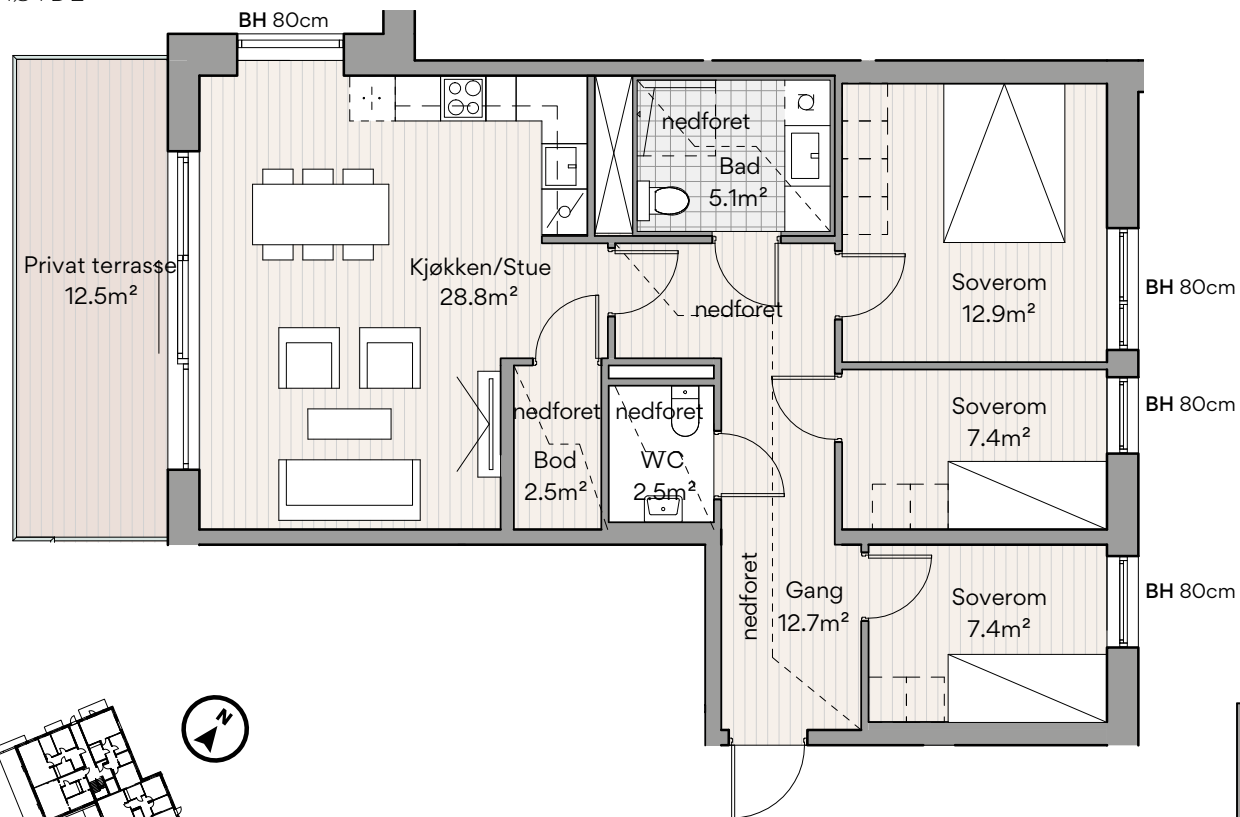 BH 80cm
nedforet
Bad
5.1m²
Privat terrasse
12.5m²
Kjøkken/Stue
28.8m²
nedforet
Soverom
12.9m²
BH 80cm
nedforet
Bod
2.5m²
nedforet
WC
2.5m²
Soverom
7.4m²
BH 80cm
nedforet
Gang
12.7m²
Soverom
7.4m²
BH 80cm
N